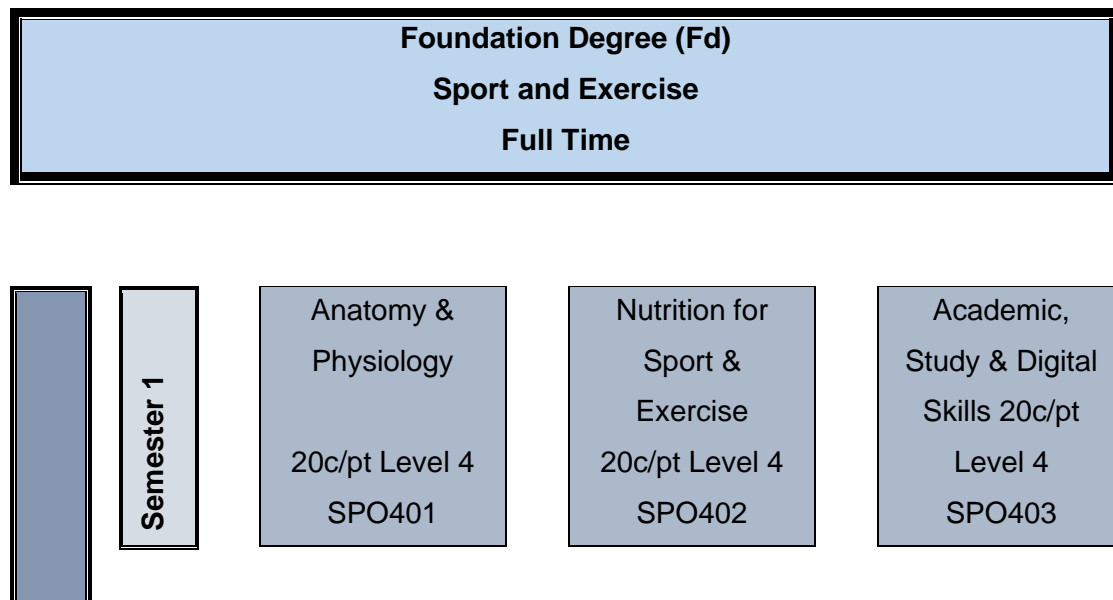 Foundation Degree (Fd)
Sport and Exercise
Full Time
Semester 1
Anatomy &
Physiology
20c/pt Level 4
SPO401
Nutrition for
Sport &
Exercise
20c/pt Level 4
SPO402
Academic,
Study & Digital
Skills 20c/pt
Level 4
SPO403